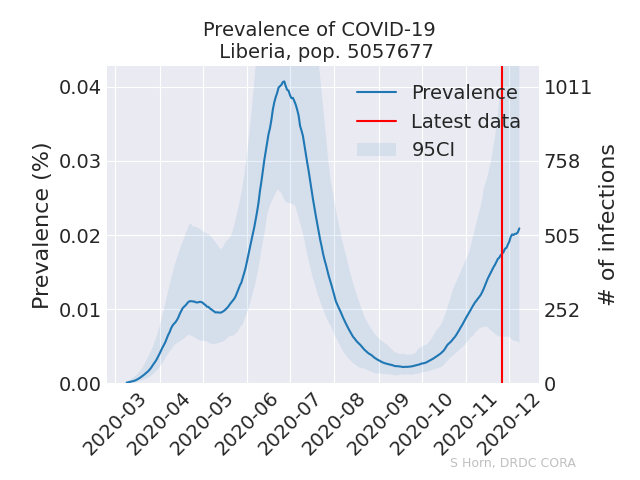 Prevalence of COVID-19
Liberia, pop. 5057677
Prevalence (%)
0.04
0.03
0.02
0.01
0.00
Prevalence
Latest data
95CI
1011
758
505
252
0
# of infections
2020-03
2020-04
2020-05
2020-06
2020-07
2020-08
2020-09
2020-10
2020-11
2020-12
S Horn, DRDC CORA